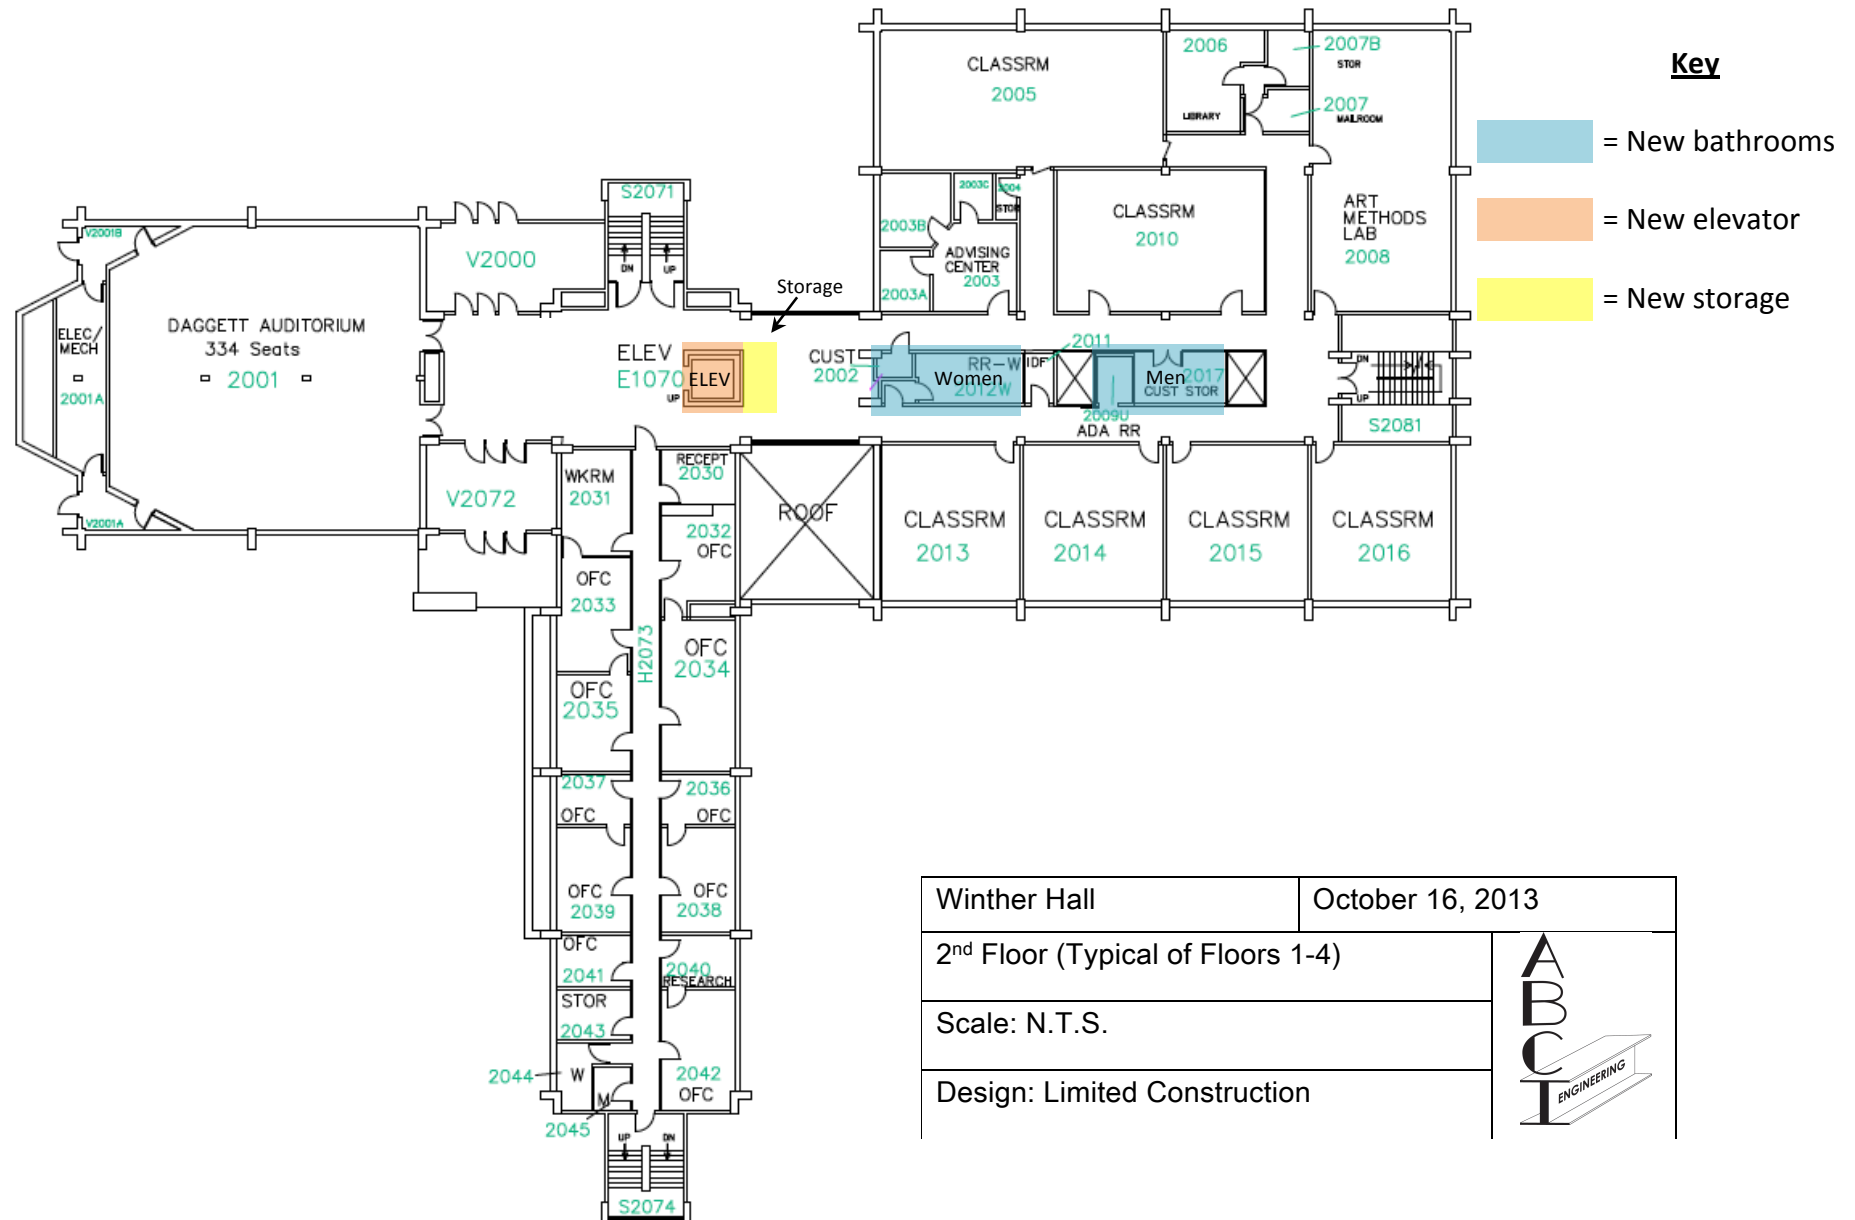 CLASSRM
2005
2006
LIBRARY
2007B
STOR
2007
MAILROOM
Key
= New bathrooms
= New elevator
= New storage
S2071
DN
UP
V2000
2003C
2004
STOR
2003B
ADVISING
CENTER
2003
2003A
CLASSRM
2010
ART
METHODS
LAB
2008
V2001B
ELEC/
MECH
2001A
V2001A
DAGGETT AUDITORIUM
334 Seats
2001
Storage
ELEV
E1070
UP
ELEV
CUST
2002
RR-W
2012W
Women
IDF
2011
Men
2017
CUST STOR
2009U
ADA RR
DN
UP
S2081
V2072
WKRM
2031
RECEPT
2030
2032
OFC
ROOF
CLASSRM
2013
CLASSRM
2014
CLASSRM
2015
CLASSRM
2016
OFC
2033
H2073
OFC
2034
OFC
2035
2037
OFC
2036
OFC
OFC
2039
OFC
2038
OFC
2041
2040
RESEARCH
STOR
2043
2044
W
M
2045
2042
OFC
UP
DN
S2074
Winther Hall
October 16, 2013
2nd Floor (Typical of Floors 1-4)
Scale: N.T.S.
Design: Limited Construction
A
B
C
I
ENGINEERING